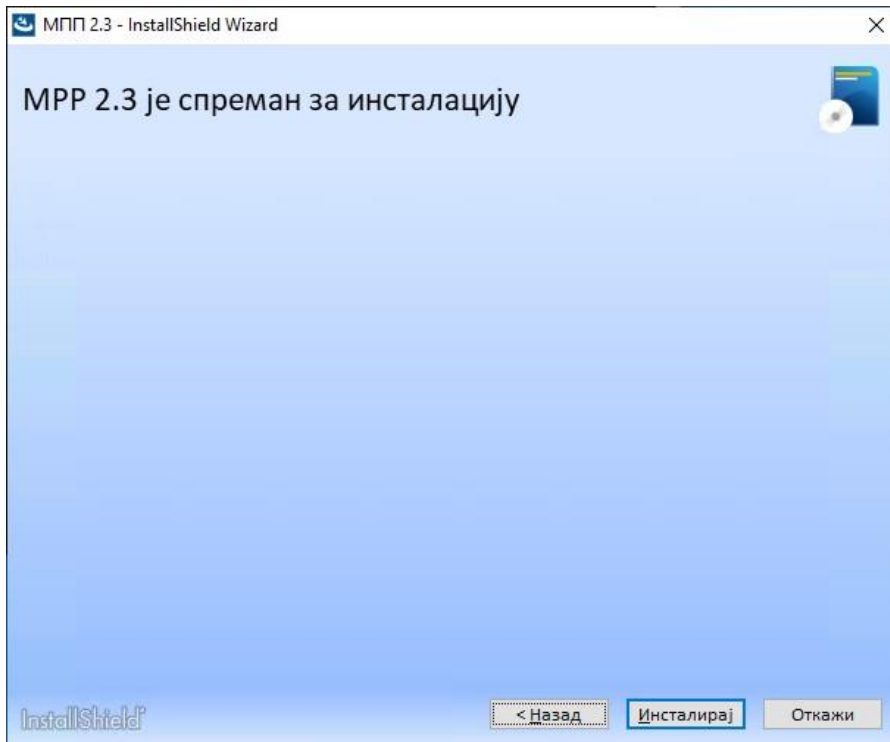 МПП 2.3 - InstallShield Wizard
МРР 2.3 је спреман за инсталацију
InstallShield
< Назад
Инсталирај
Откажи